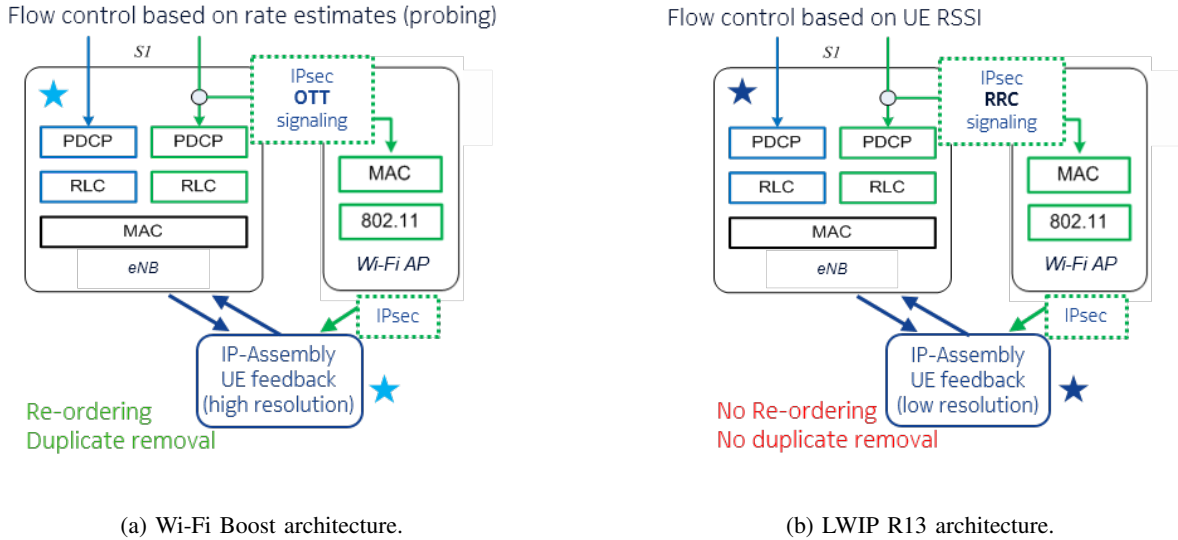 Flow control based on rate estimates (probing)
S1
IPsec
OTT
signaling
PDCP
PDCP
RLC
RLC
MAC
eNB
MAC
802.11
Wi-Fi AP
IPsec
IP-Assembly
UE feedback
(high resolution)
Re-ordering
Duplicate removal
(a) Wi-Fi Boost architecture.
Flow control based on UE RSSI
S1
IPsec
RRC
signaling
PDCP
PDCP
RLC
RLC
MAC
eNB
MAC
802.11
Wi-Fi AP
IPsec
IP-Assembly
UE feedback
(low resolution)
No Re-ordering
No duplicate removal
(b) LWIP R13 architecture.